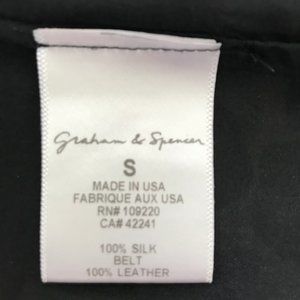 graham & Spencer
S
MADE IN USA
FABRIQUE AUX USA
RN# 109220
CA# 42241
100% SILK
BELT
100% LEATHER